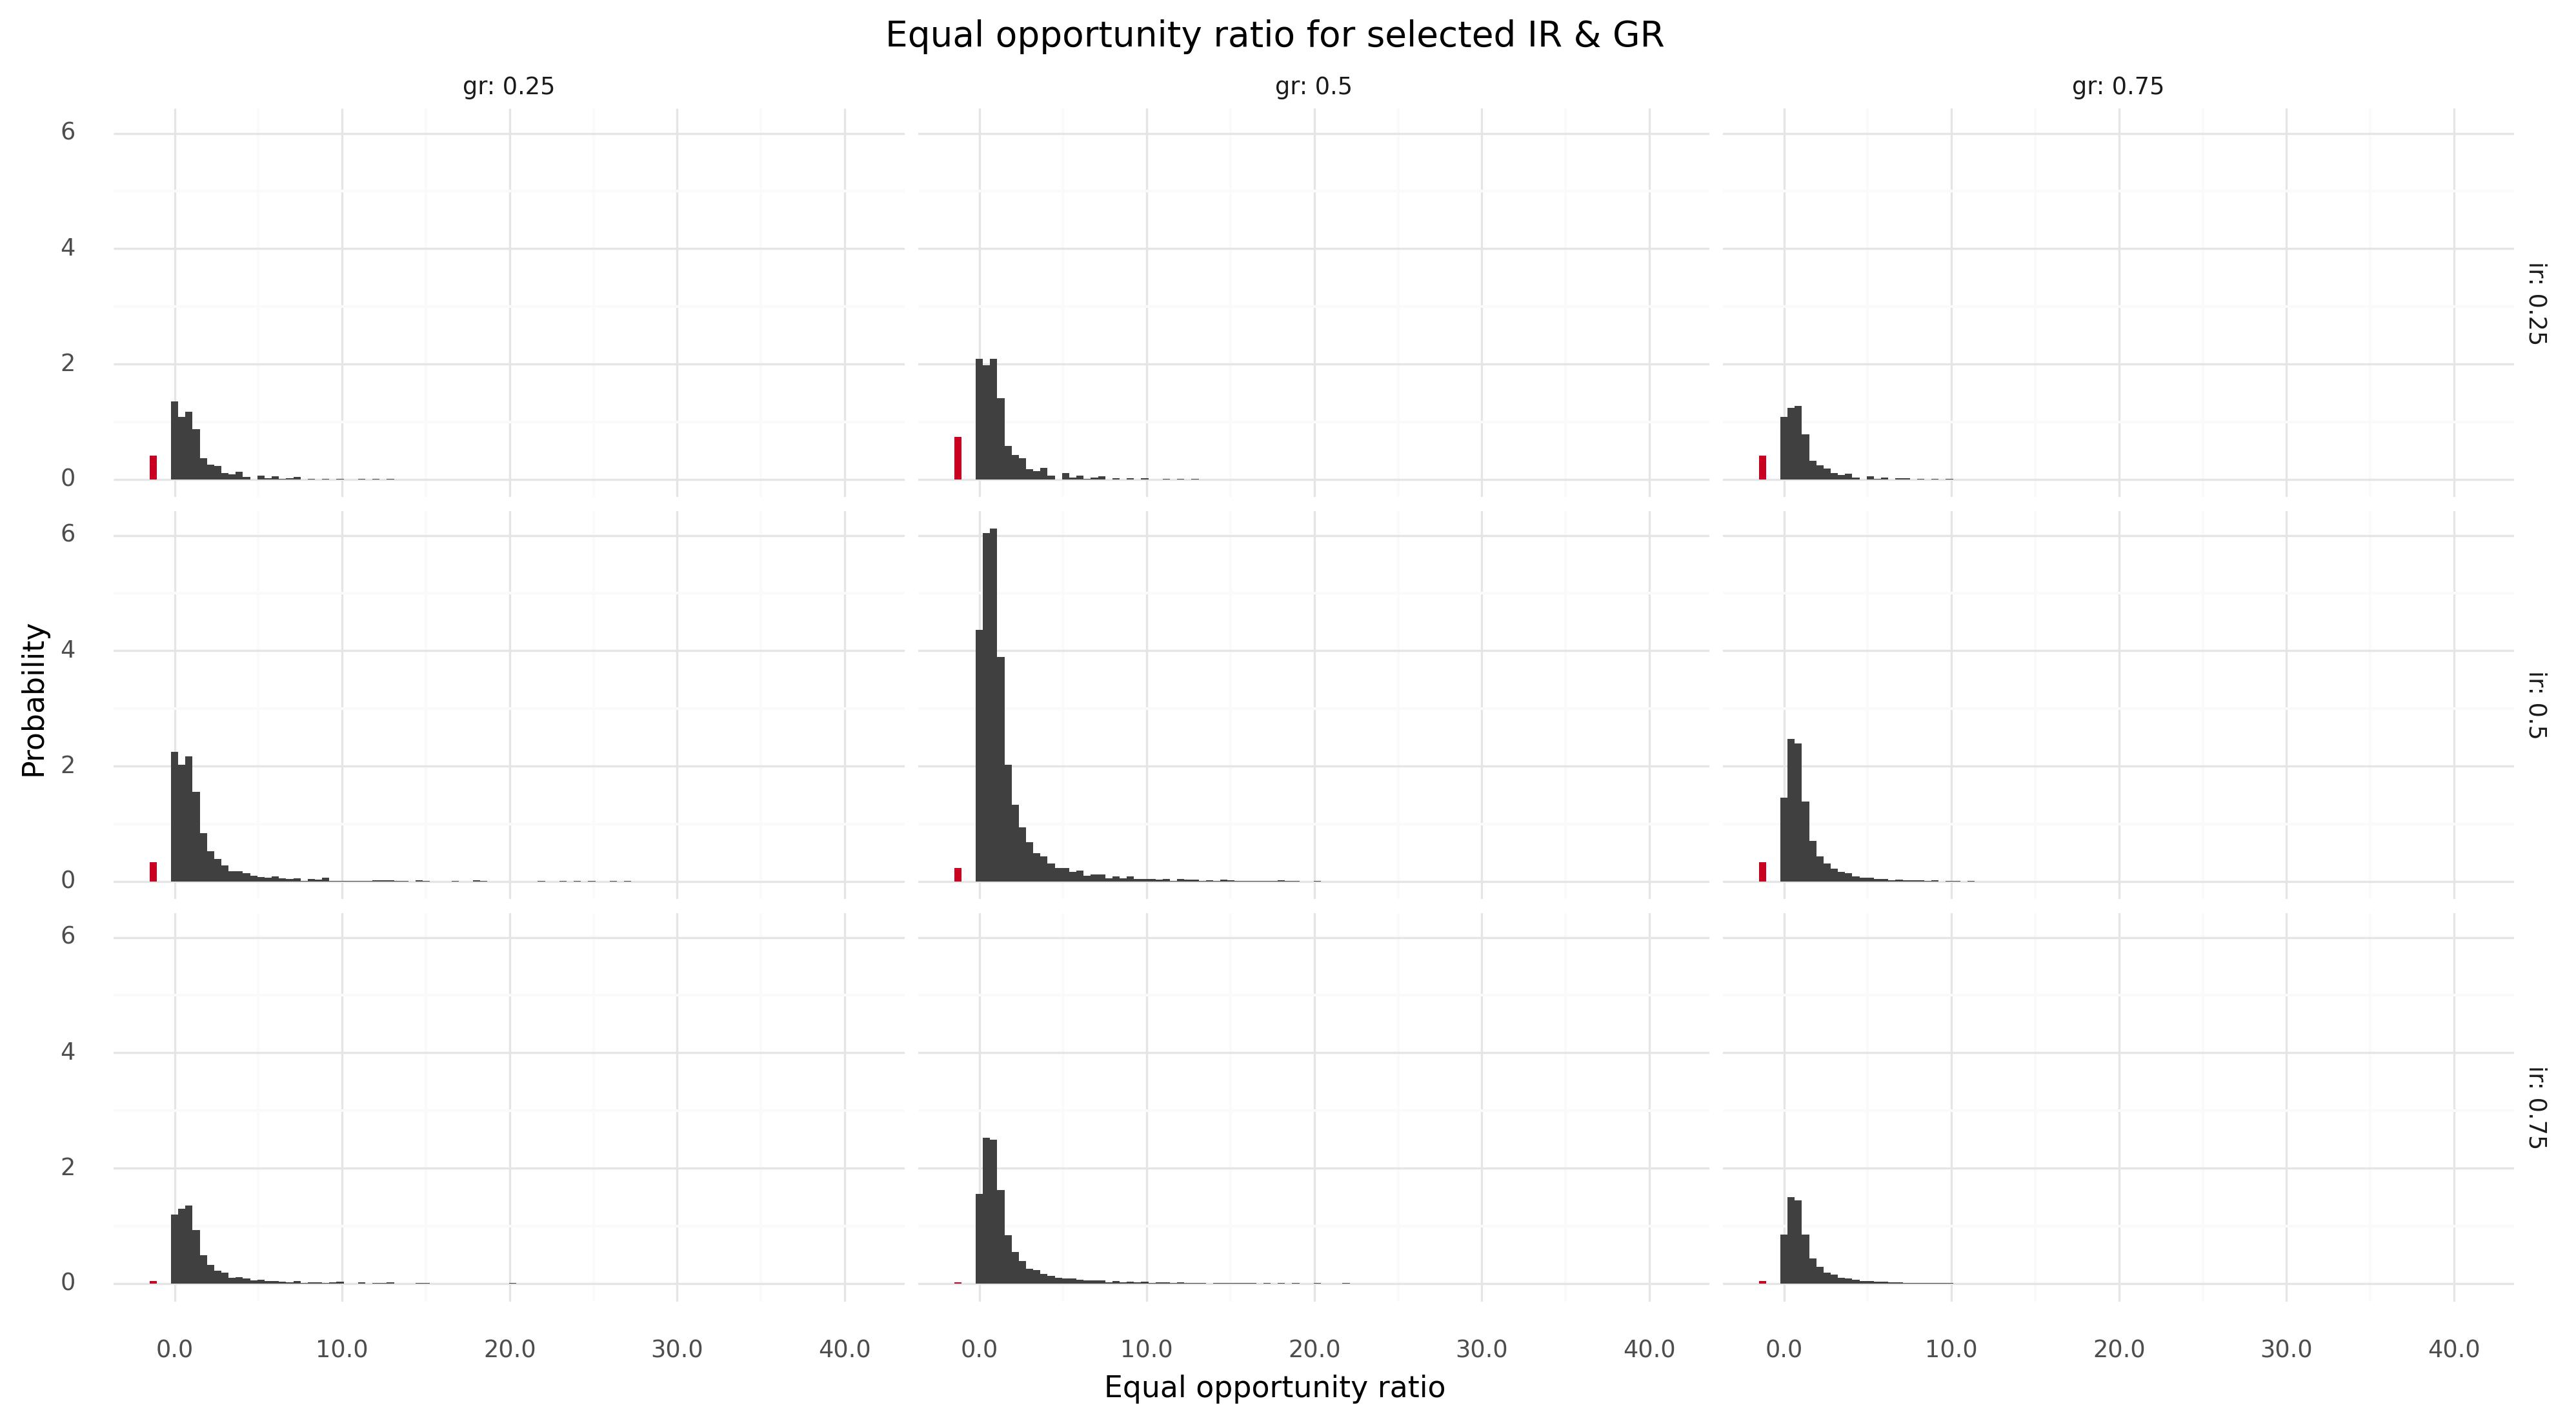 Equal opportunity ratio for selected IR & GR
gr: 0.25
gr: 0.5
gr: 0.75
6
4
2
0
ir: 0.25
6
4
2
0
ir: 0.5
6
4
2
0
ir: 0.75
Probability
0.0 10.0 20.0 30.0 40.0
0.0 10.0 20.0 30.0 40.0
0.0 10.0 20.0 30.0 40.0
Equal opportunity ratio